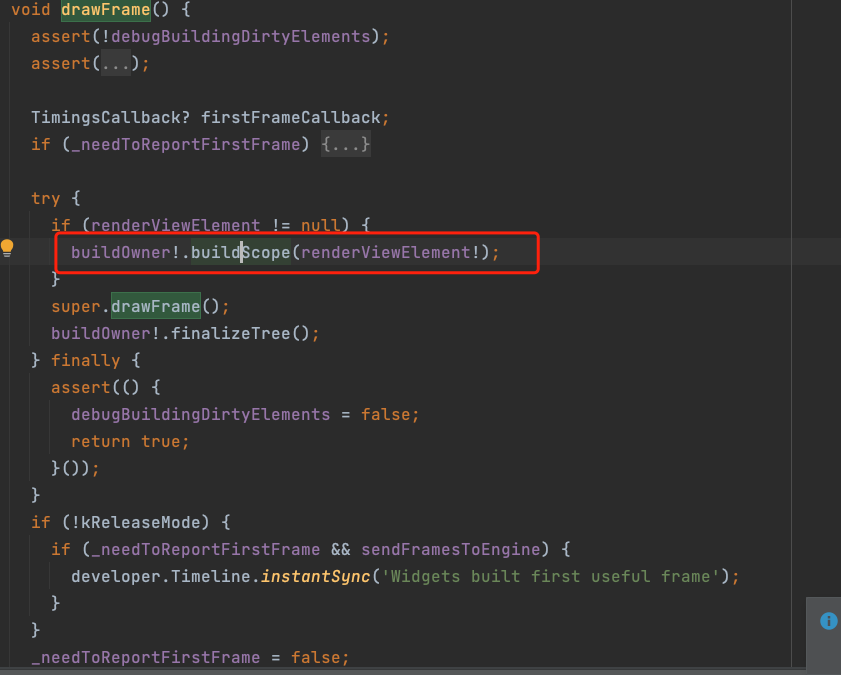 void drawFrame() {
assert(!debugBuildingDirtyElements);
assert(...);
TimingsCallback? firstFrameCallback;
if (_needToReportFirstFrame) {...}
try {
if (renderViewElement != null) {
buildOwner!.buildScope(renderViewElement!);
}
super.drawFrame();
buildOwner!.finalizeTree();
} finally {
assert(() {
debugBuildingDirtyElements = false;
return true;
}());
}
if (!kReleaseMode) {
if (_needToReportFirstFrame && sendFramesToEngine) {
developer.Timeline.instantSync('Widgets built first useful frame');
}
}
_needToReportFirstFrame = false;